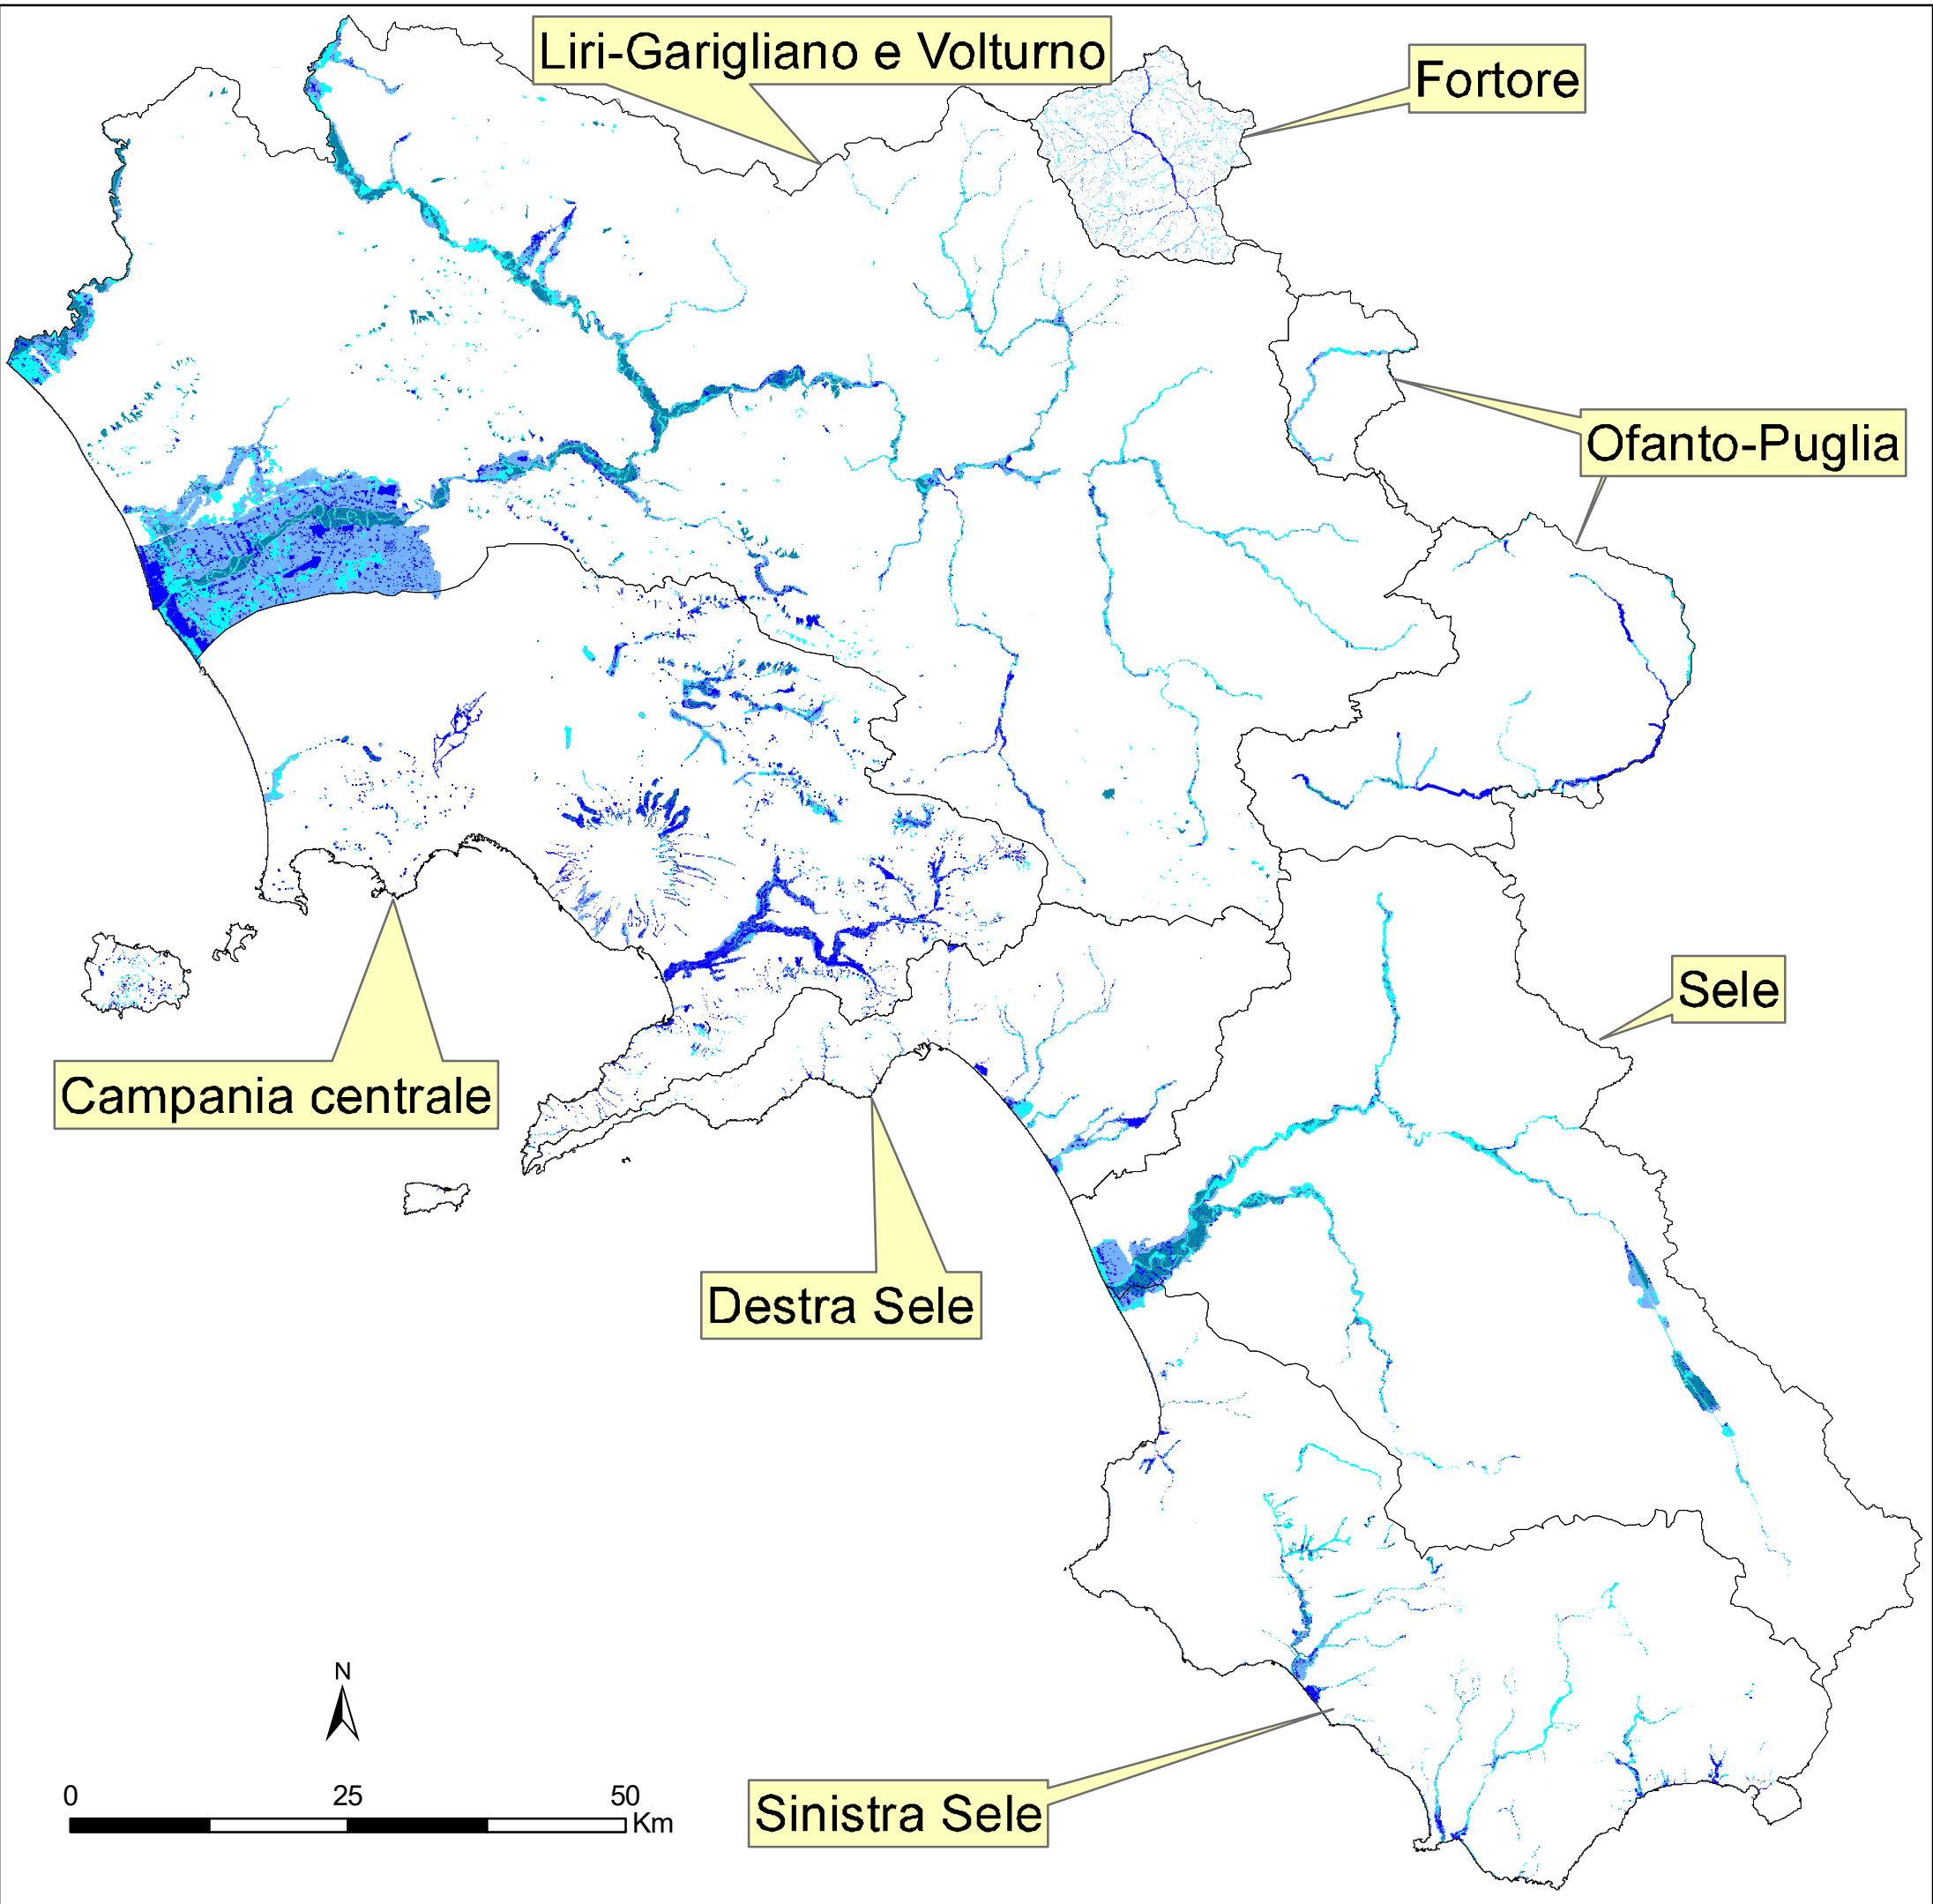 Liri-Garigliano e Volturno
Fortore
Ofanto-Puglia
Sele
Campania centrale
Destra Sele
N
0 25 50
Km
Sinistra Sele